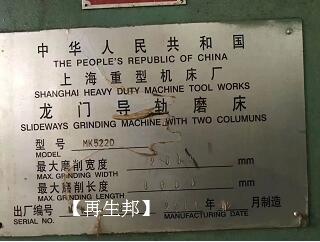 中华人民共和国
THE PEOPLE'S REPUBLIC OF CHINA
上海重型机床厂
SHANGHAI HEAVY DUTY MACHINE TOOL WORKS
龙门导轨磨床
SLIDEWAYS GRINDING MACHINE WITH TWO COLUMUNS
型号 MK5220
MODEL
最大磨削宽度 mm
MAX. GRINDING WIDTH
最大磨削长度 mm
MAX. GRINDING LENGTH
出厂编号 年 月制造
MANUFACTURING DATE
【再生邦】